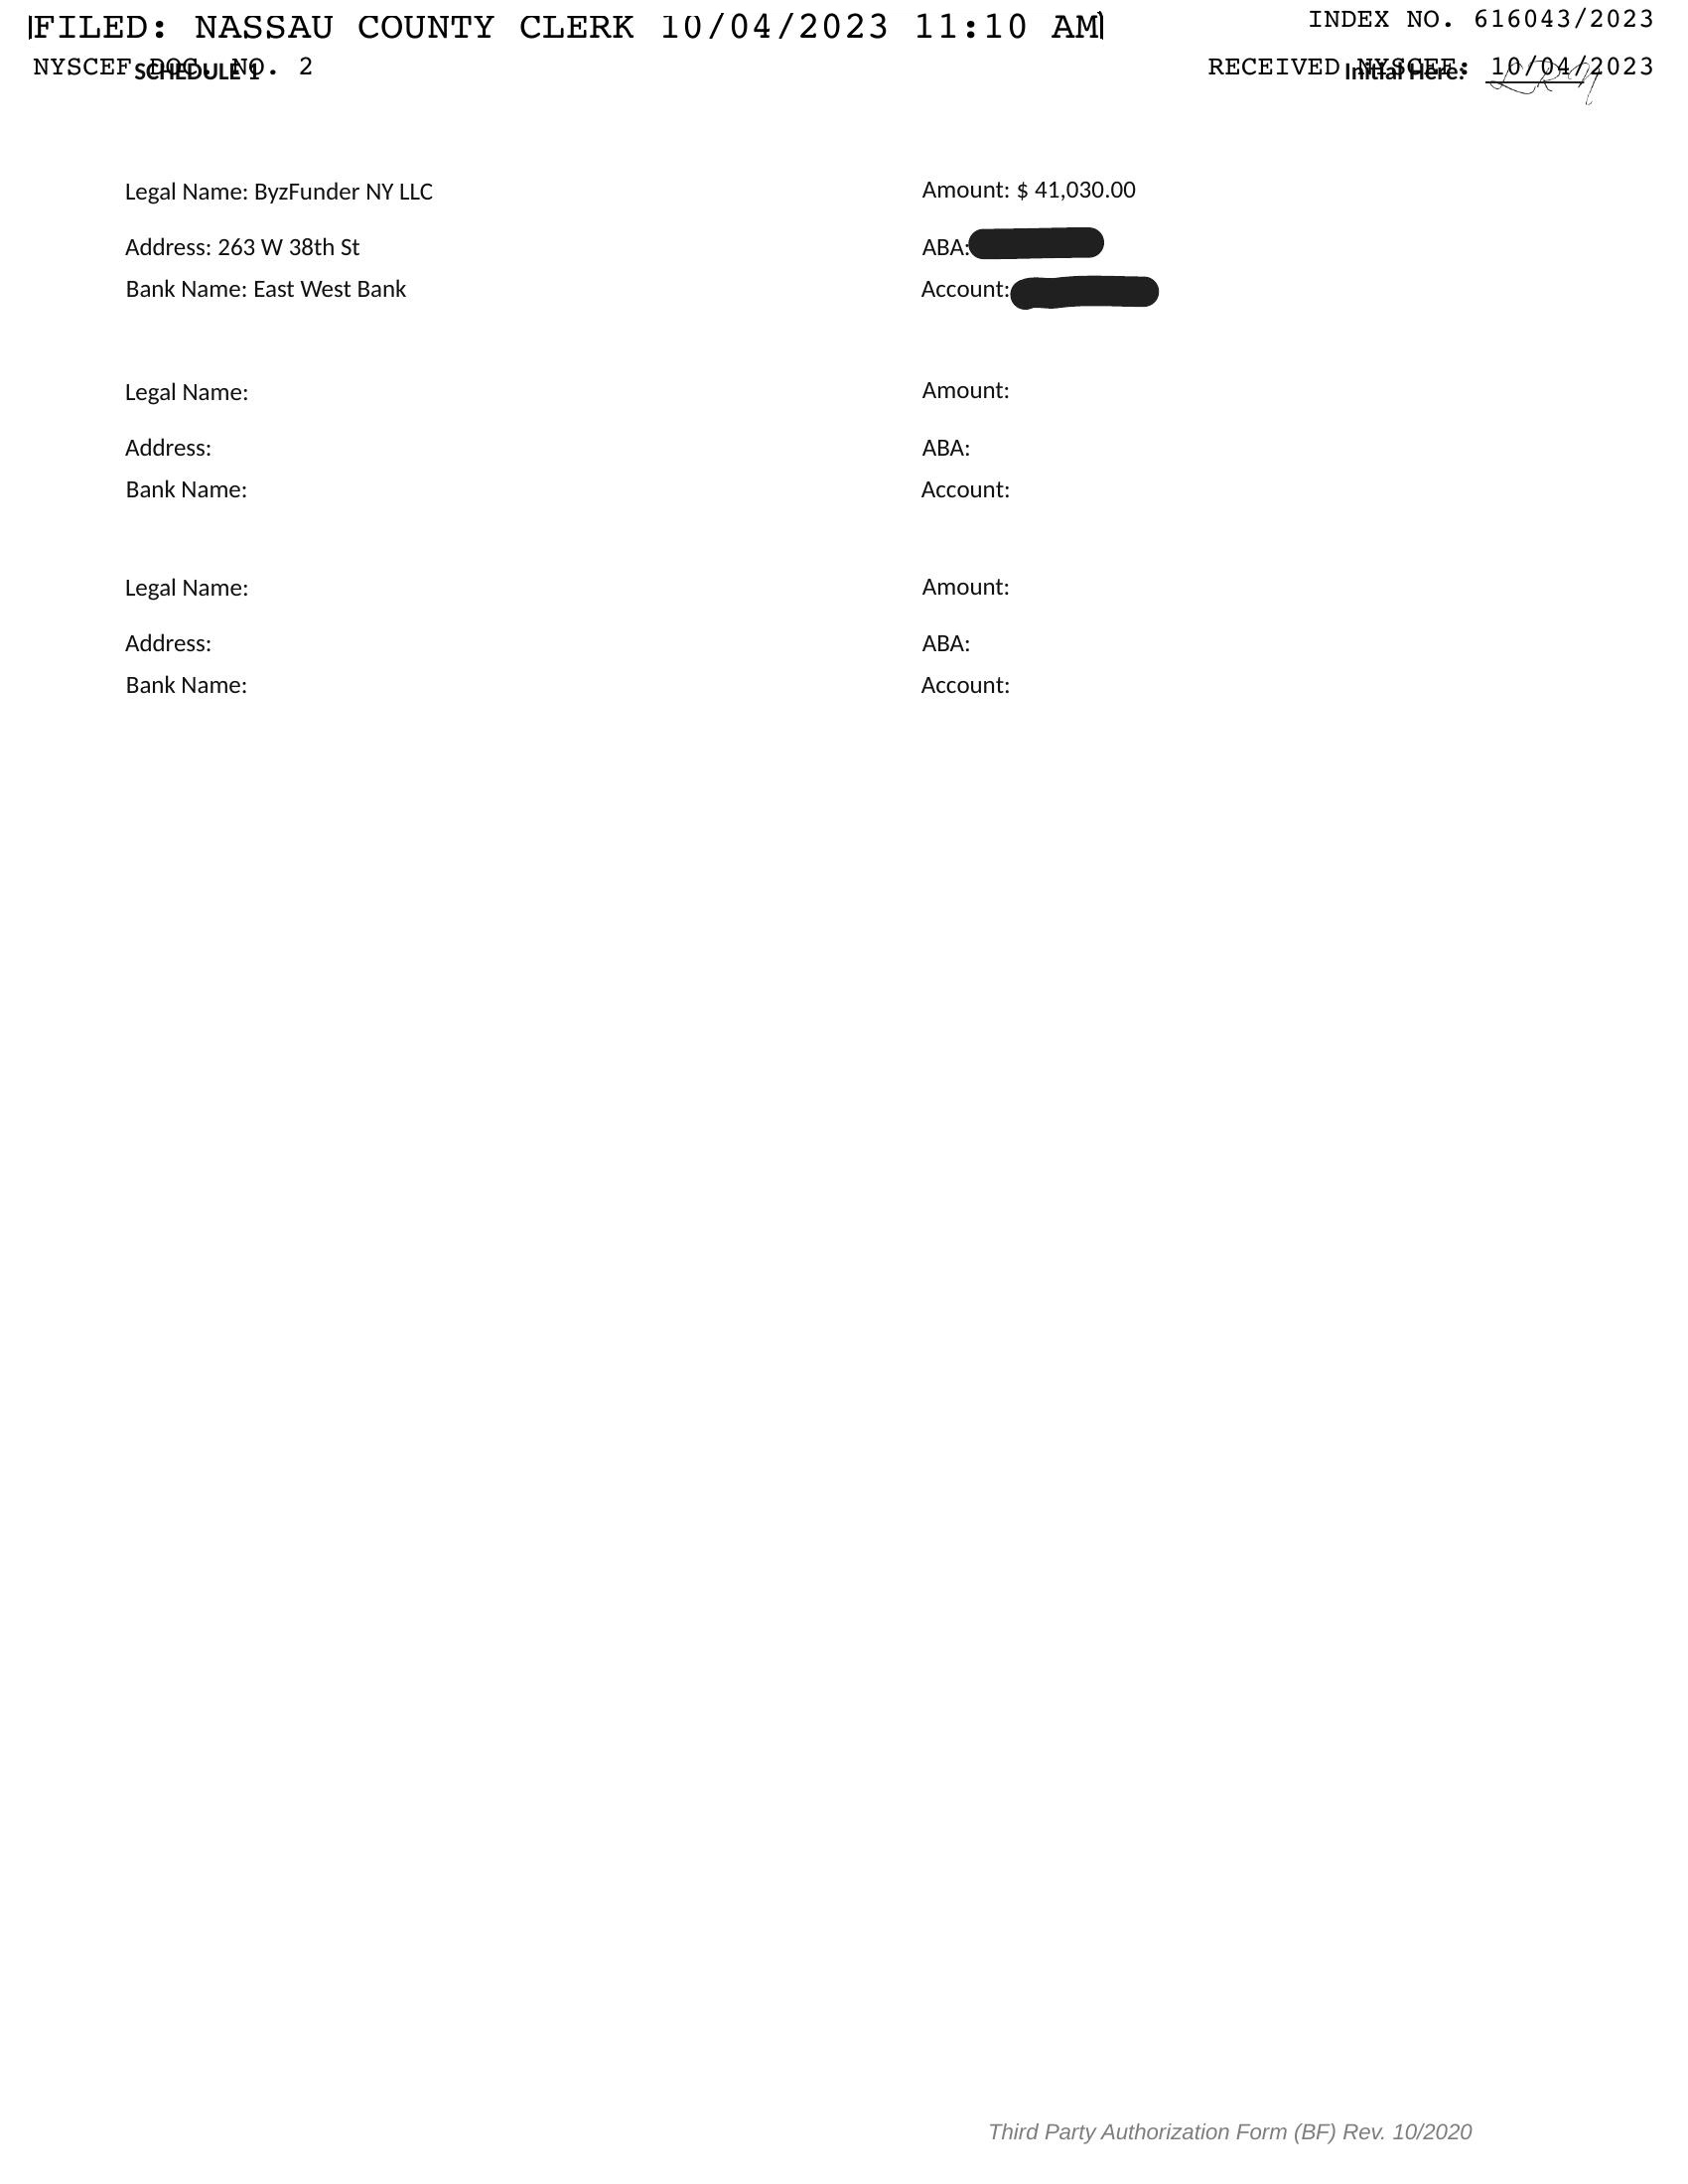 FILED: NASSAU COUNTY CLERK 10/04/2023 11:10 AM
INDEX NO. 616043/2023
NYSCEF DOC. NO. 2
RECEIVED NYSCEF: 10/04/2023
SCHEDULE 1
Initial Here:
Legal Name: ByzFunder NY LLC
Amount: $ 41,030.00
Address: 263 W 38th St
ABA:
Bank Name: East West Bank
Account:
Legal Name:
Amount:
Address:
ABA:
Bank Name:
Account:
Legal Name:
Amount:
Address:
ABA:
Bank Name:
Account:
Third Party Authorization Form (BF) Rev. 10/2020